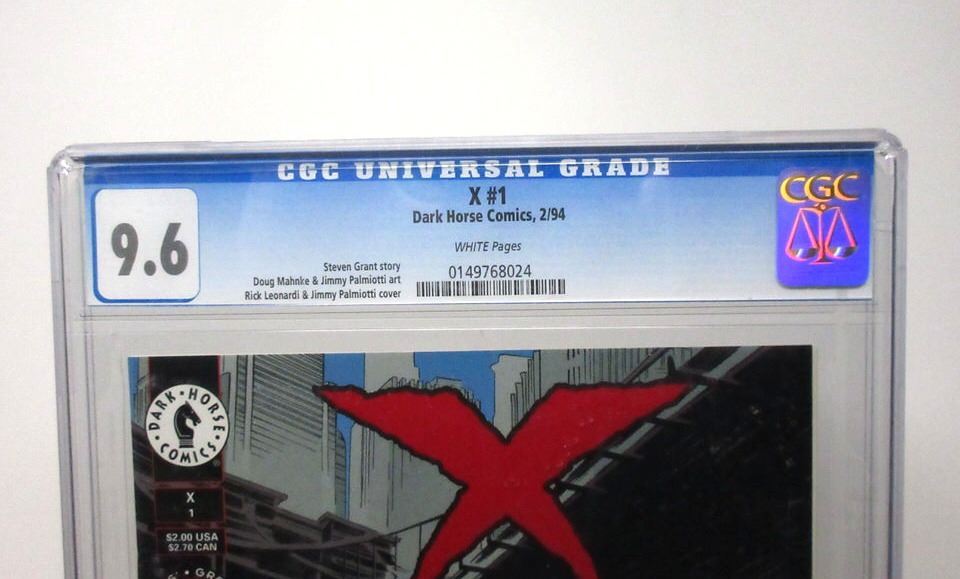 CGC UNIVERSAL GRADE
9.6
X #1
Dark Horse Comics, 2/94
WHITE Pages
Steven Grant story
Doug Mahnke & Jimmy Palmiotti art
Rick Leonardi & Jimmy Palmiotti cover
0149768024
CGC
DARK • HORSE
• COMICS •
X
X
1
$2.00 USA
$2.70 CAN